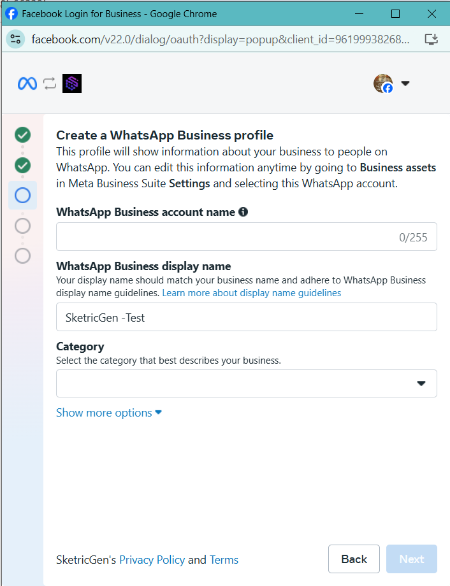 Facebook Login for Business - Google Chrome
facebook.com/v22.0/dialog/oauth?display=popup&client_id=96199938268...
Create a WhatsApp Business profile
This profile will show information about your business to people on
WhatsApp. You can edit this information anytime by going to Business assets
in Meta Business Suite Settings and selecting this WhatsApp account.
WhatsApp Business account name
0/255
WhatsApp Business display name
Your display name should match your business name and adhere to WhatsApp Business
display name guidelines. Learn more about display name guidelines
SketricGen -Test
Category
Select the category that best describes your business.
Show more options
SketricGen's Privacy Policy and Terms
Back
Next